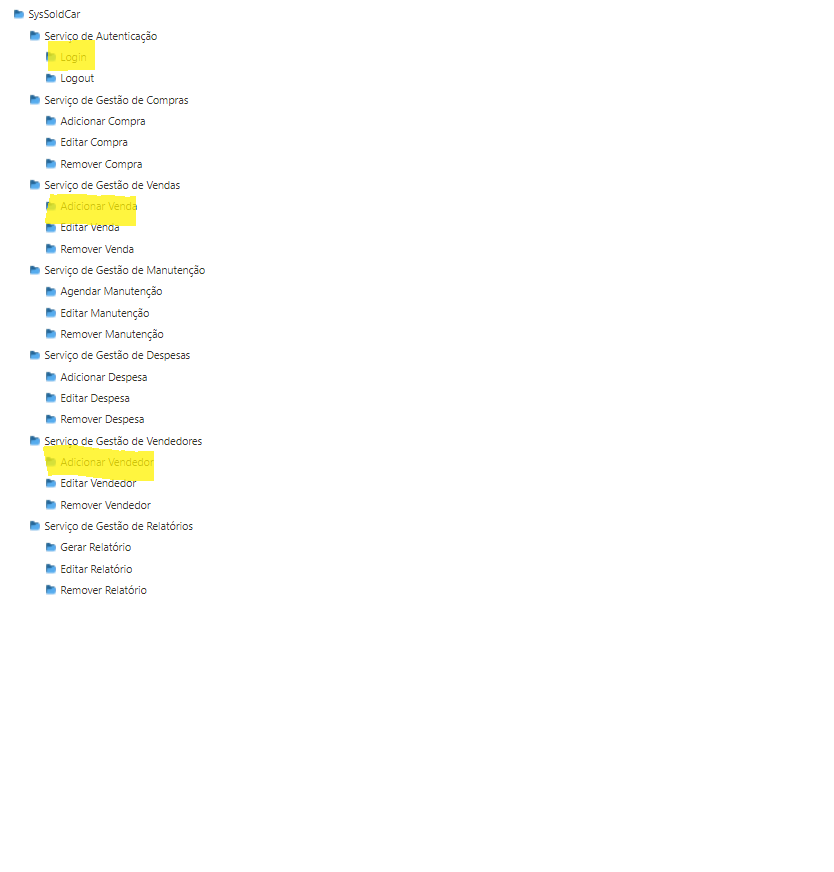 SysSoldCar
Serviço de Autenticação
Login
Logout
Serviço de Gestão de Compras
Adicionar Compra
Editar Compra
Remover Compra
Serviço de Gestão de Vendas
Adicionar Venda
Editar Venda
Remover Venda
Serviço de Gestão de Manutenção
Agendar Manutenção
Editar Manutenção
Remover Manutenção
Serviço de Gestão de Despesas
Adicionar Despesa
Editar Despesa
Remover Despesa
Serviço de Gestão de Vendedores
Adicionar Vendedor
Editar Vendedor
Remover Vendedor
Serviço de Gestão de Relatórios
Gerar Relatório
Editar Relatório
Remover Relatório